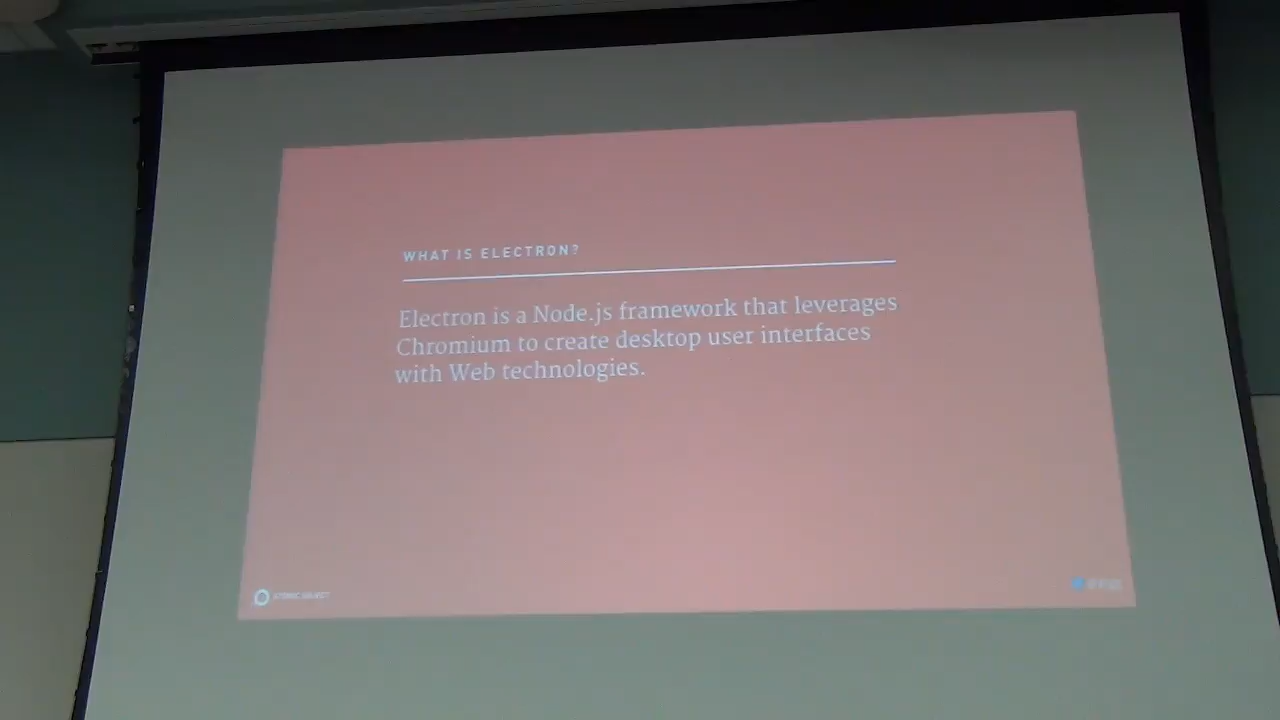 WHAT IS ELECTRON?
Electron is a Node.js framework that leverages
Chromium to create desktop user interfaces
with Web technologies.